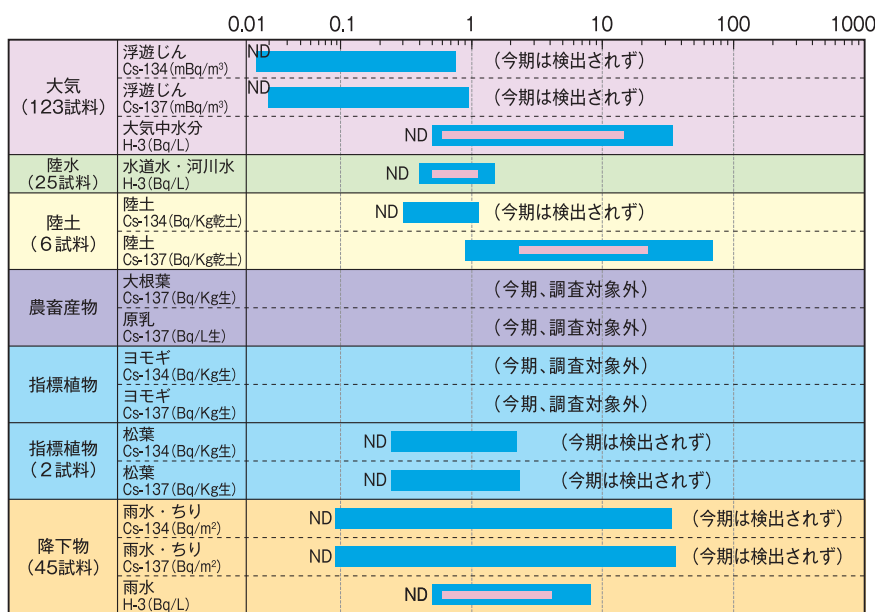 0.01 0.1 1 10 100 1000
大気
(123試料)
浮遊じん
Cs-134(mBq/m³)
ND
(今期は検出されず)
浮遊じん
Cs-137(mBq/m³)
ND
(今期は検出されず)
大気中水分
H-3(Bq/L)
ND
陸水
(25試料)
水道水・河川水
H-3(Bq/L)
ND
陸土
(6試料)
陸土
Cs-134(Bq/Kg乾土)
ND
(今期は検出されず)
陸土
Cs-137(Bq/Kg乾土)
農畜産物
大根葉
Cs-137(Bq/Kg生)
(今期、調査対象外)
原乳
Cs-137(Bq/L生)
(今期、調査対象外)
指標植物
ヨモギ
Cs-134(Bq/Kg生)
(今期、調査対象外)
ヨモギ
Cs-137(Bq/Kg生)
(今期、調査対象外)
指標植物
(2試料)
松葉
Cs-134(Bq/Kg生)
ND
(今期は検出されず)
松葉
Cs-137(Bq/Kg生)
ND
(今期は検出されず)
降下物
(45試料)
雨水・ちり
Cs-134(Bq/m²)
ND
(今期は検出されず)
雨水・ちり
Cs-137(Bq/m²)
ND
(今期は検出されず)
雨水
H-3(Bq/L)
ND